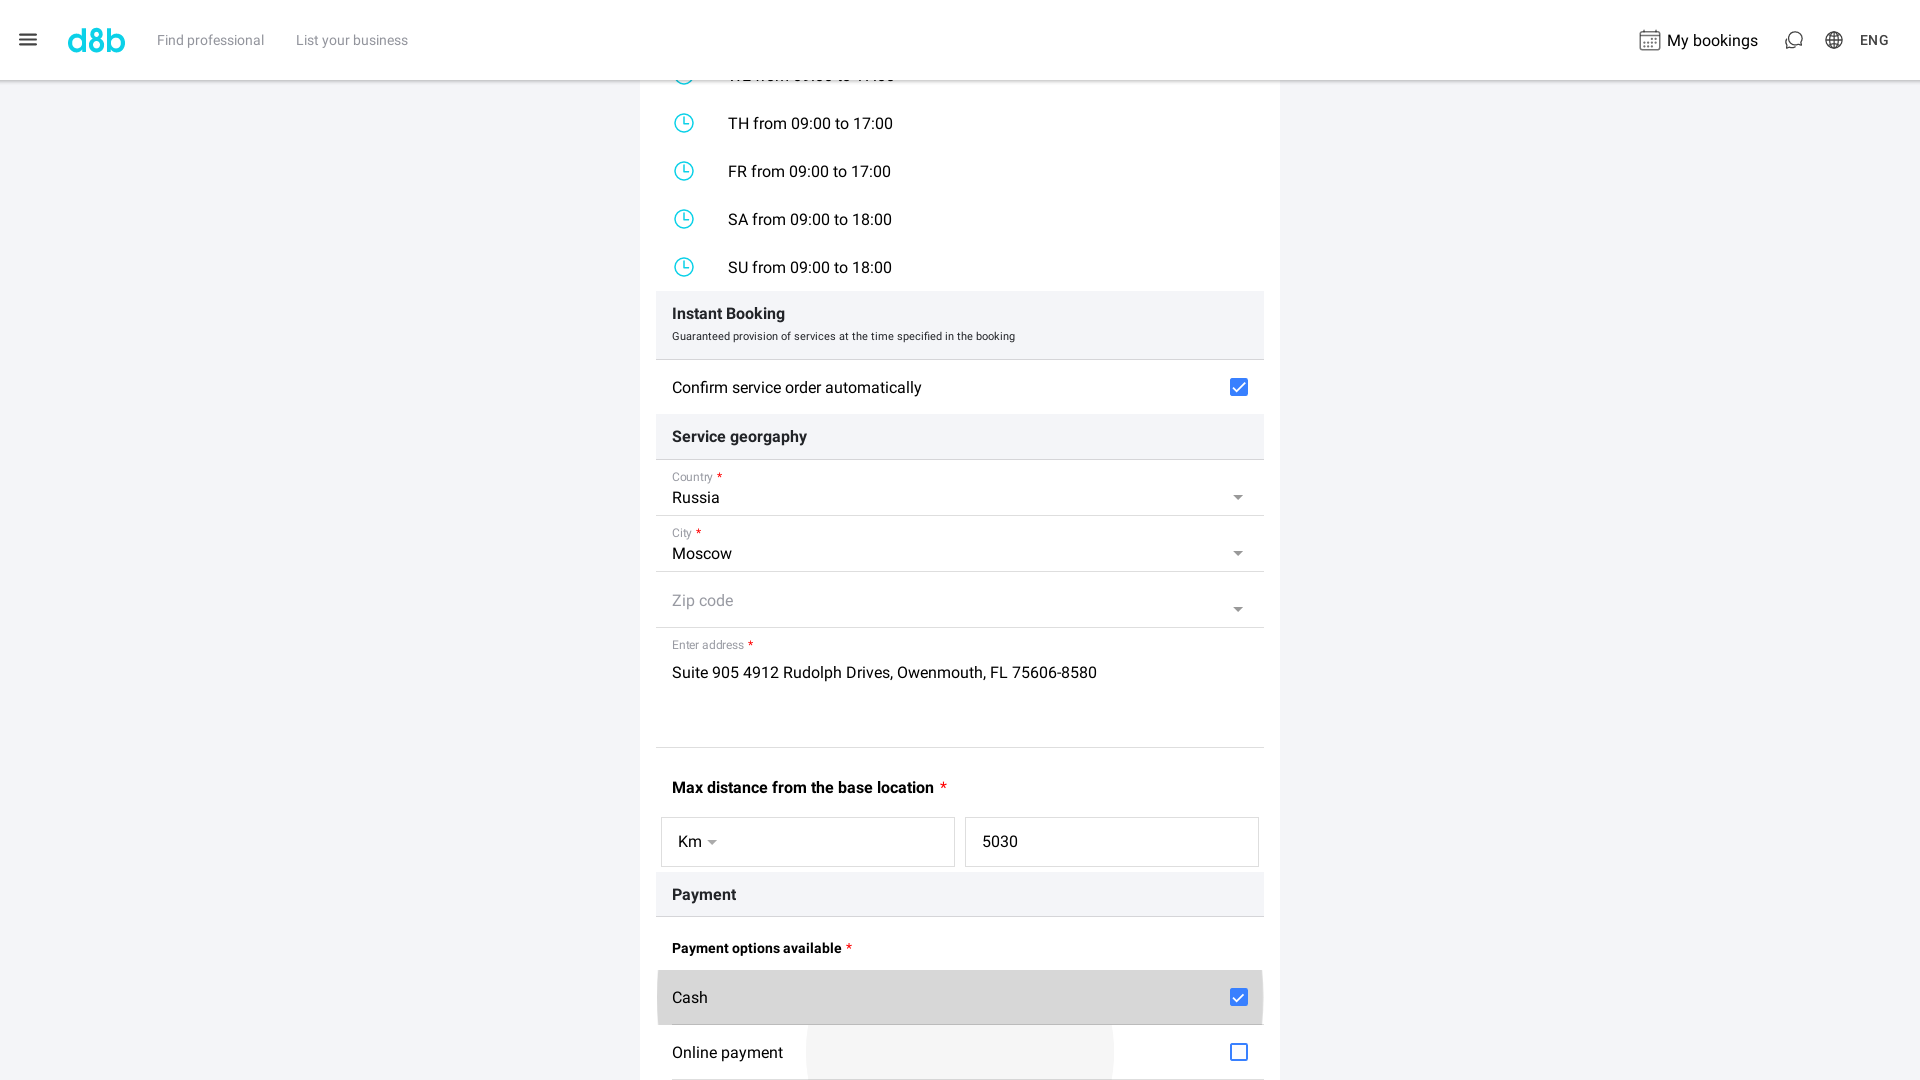 d8b
Find professional
List your business
My bookings
ENG
TH from 09:00 to 17:00
FR from 09:00 to 17:00
SA from 09:00 to 18:00
SU from 09:00 to 18:00
Instant Booking
Guaranteed provision of services at the time specified in the booking
Confirm service order automatically
Service georgaphy
Country *
Russia
City *
Moscow
Zip code
Enter address *
Suite 905 4912 Rudolph Drives, Owenmouth, FL 75606-8580
Max distance from the base location *
Km
5030
Payment
Payment options available *
Cash
Online payment